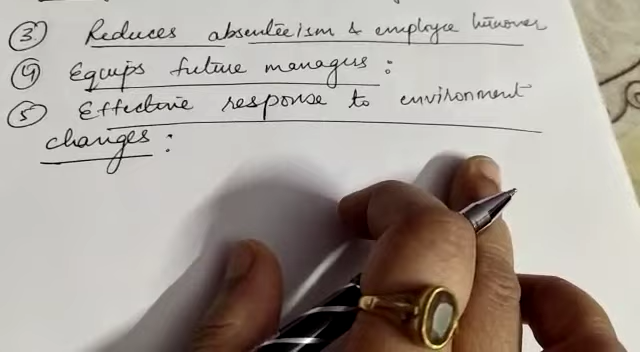 ③ Reduces absenteeism & employee turnover
④ Equips future managers :
⑤ Effective response to environment
changes :